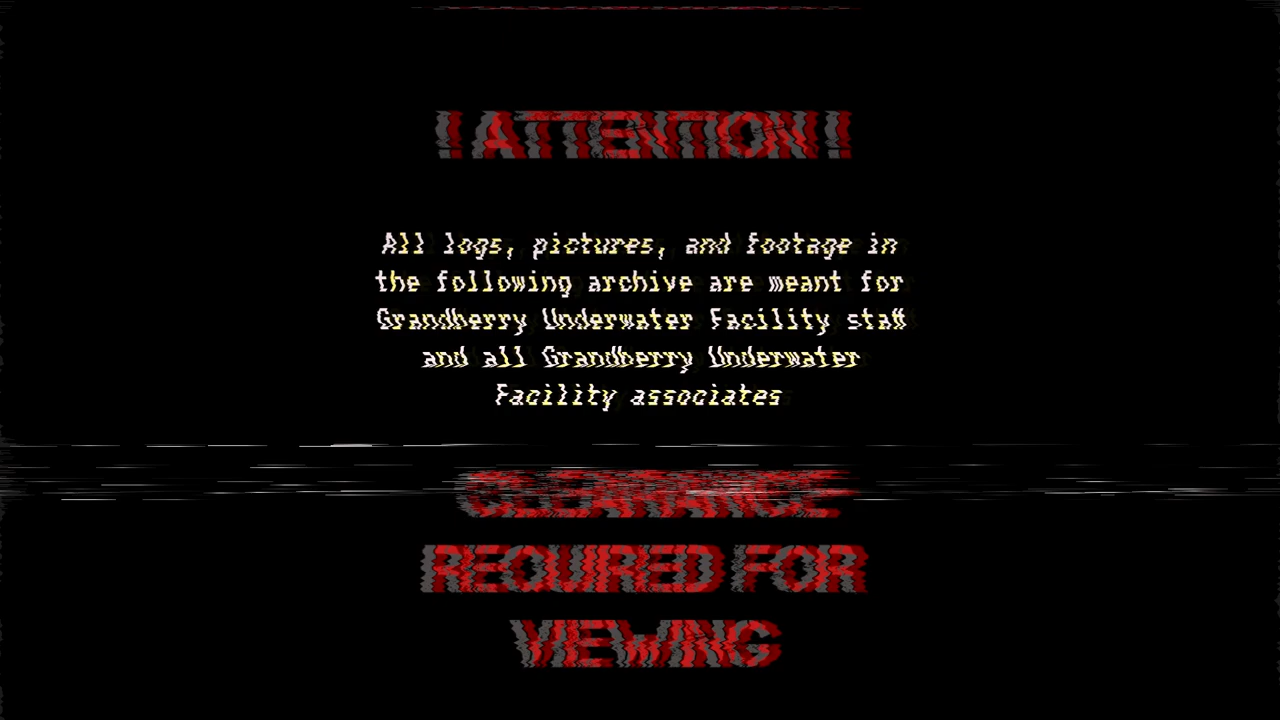 ! ATTENTION !
All logs, pictures, and footage in
the following archive are meant for
Grandberry Underwater Facility staff
and all Grandberry Underwater
Facility associates
CLEARANCE
REQUIRED FOR
VIEWING